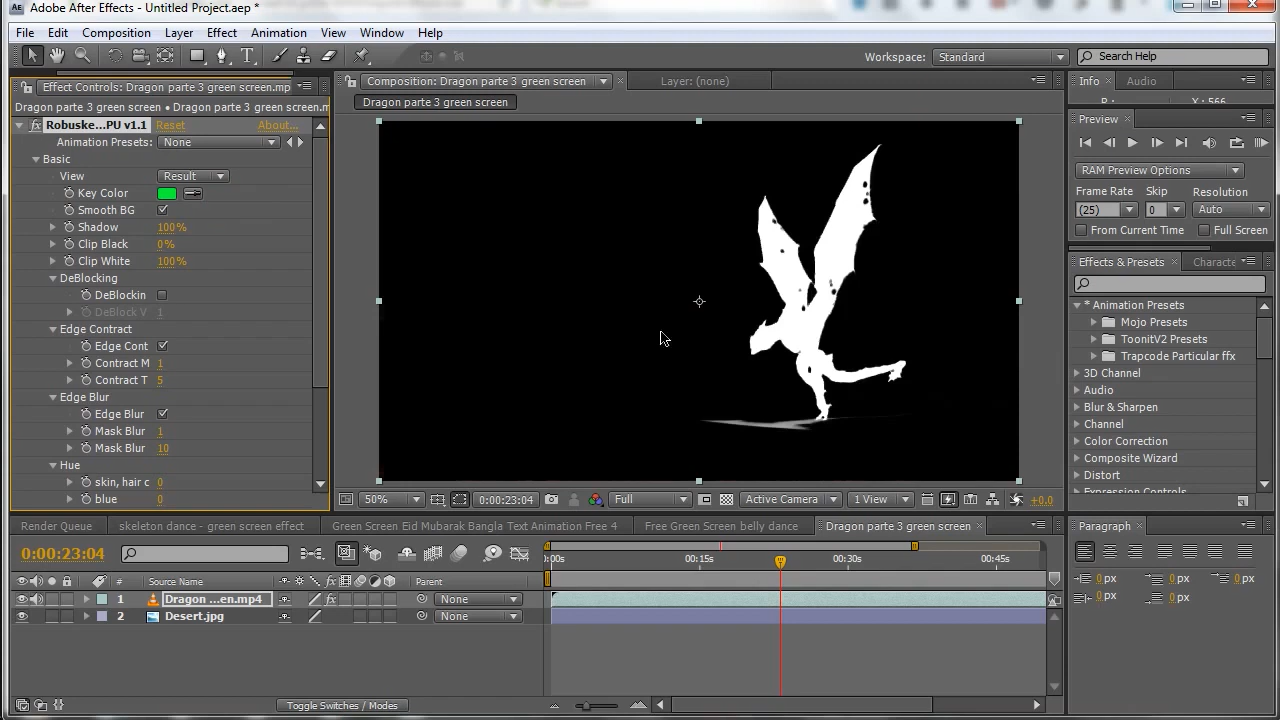 Adobe After Effects - Untitled Project.aep *
File Edit Composition Layer Effect Animation View Window Help
Workspace: Standard Search Help
Effect Controls: Dragon parte 3 green screen.mp
Dragon parte 3 green screen • Dragon parte 3 green screen.m
Robuske...PU v1.1 Reset About...
Animation Presets: None
Basic
View Result
Key Color
Smooth BG
Shadow 100%
Clip Black 0%
Clip White 100%
DeBlocking
DeBlockin
DeBlock V 1
Edge Contract
Edge Cont
Contract M 1
Contract T 5
Edge Blur
Edge Blur
Mask Blur 1
Mask Blur 10
Hue
skin, hair c 0
blue 0
Composition: Dragon parte 3 green screen
Layer: (none)
Dragon parte 3 green screen
50% 0:00:23:04 Full Active Camera 1 View +0.0
Info Audio
X : 566
Preview
RAM Preview Options
Frame Rate Skip Resolution
(25) 0 Auto
From Current Time Full Screen
Effects & Presets Characte
* Animation Presets
Mojo Presets
ToonitV2 Presets
Trapcode Particular ffx
3D Channel
Audio
Blur & Sharpen
Channel
Color Correction
Composite Wizard
Distort
Expression Controls
Render Queue skeleton dance - green screen effect Green Screen Eid Mubarak Bangla Text Animation Free 4 Free Green Screen belly dance Dragon parte 3 green screen
0:00:23:04
:00s 00:15s 00:30s 00:45s
# Source Name Parent
1 Dragon ...en.mp4 fx None
2 Desert.jpg None
Toggle Switches / Modes
Paragraph
0 px 0 px 0 px
0 px 0 px